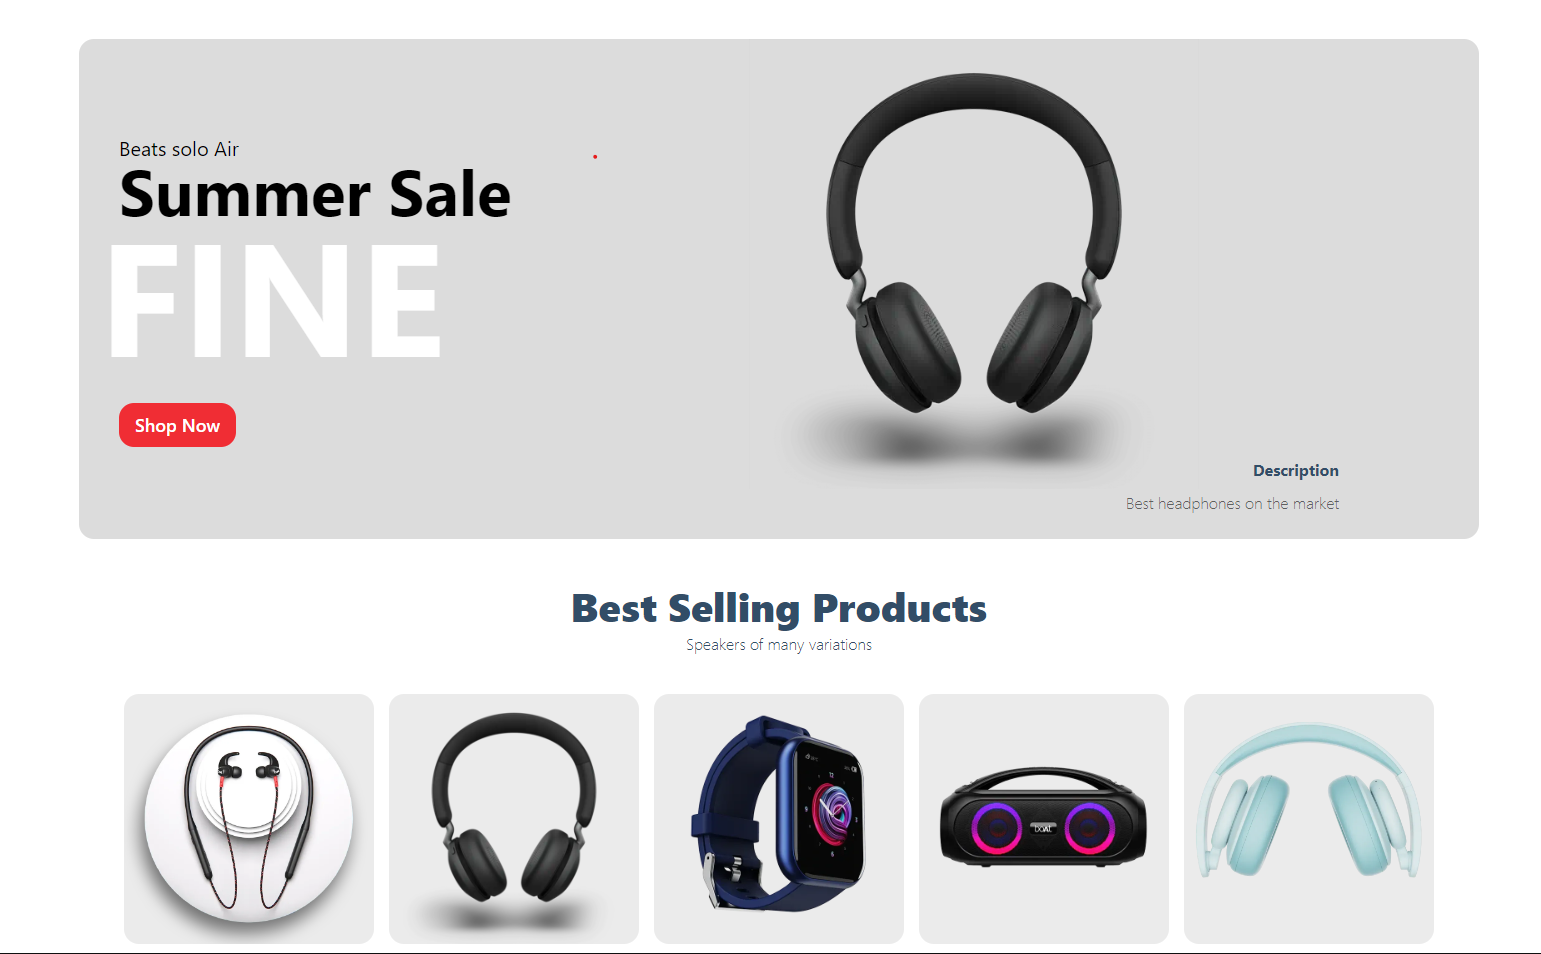 Beats solo Air
Summer Sale
FINE
Shop Now
Description
Best headphones on the market
Best Selling Products
Speakers of many variations